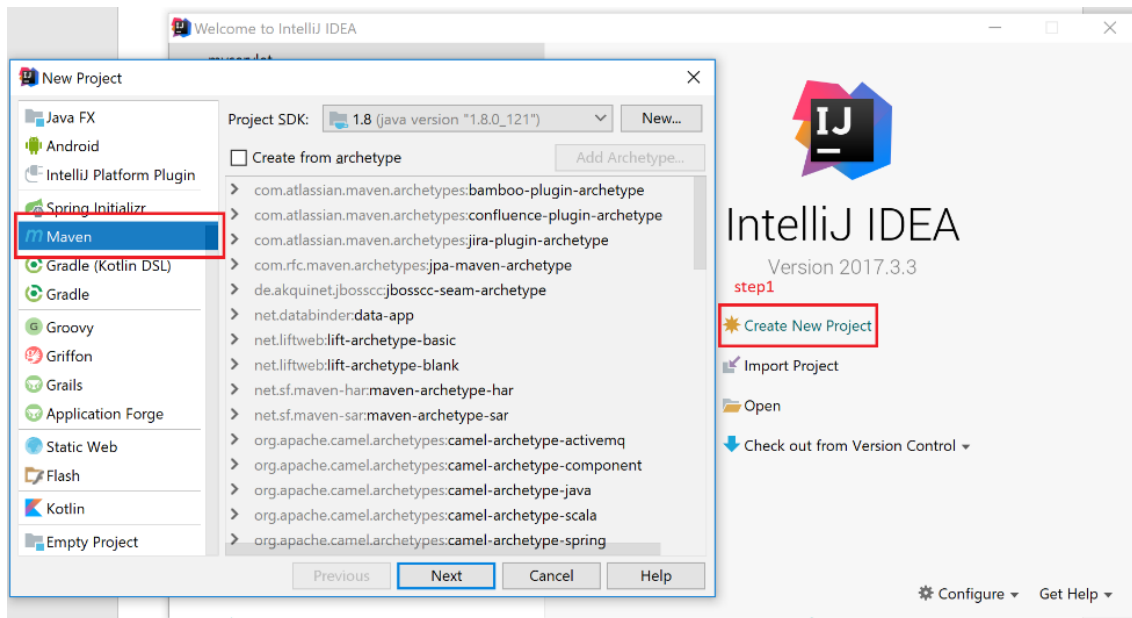 Welcome to IntelliJ IDEA
New Project
Java FX
Android
IntelliJ Platform Plugin
Spring Initializr
Maven
Gradle (Kotlin DSL)
Gradle
Groovy
Griffon
Grails
Application Forge
Static Web
Flash
Kotlin
Empty Project
Project SDK: 1.8 (java version "1.8.0_121") New...
Create from archetype Add Archetype...
com.atlassian.maven.archetypes:bamboo-plugin-archetype
com.atlassian.maven.archetypes:confluence-plugin-archetype
com.atlassian.maven.archetypes:jira-plugin-archetype
com.rfc.maven.archetypes:jpa-maven-archetype
de.akquinet.jbosscc:jbosscc-seam-archetype
net.databinder:data-app
net.liftweb:lift-archetype-basic
net.liftweb:lift-archetype-blank
net.sf.maven-har:maven-archetype-har
net.sf.maven-sar:maven-archetype-sar
org.apache.camel.archetypes:camel-archetype-activemq
org.apache.camel.archetypes:camel-archetype-component
org.apache.camel.archetypes:camel-archetype-java
org.apache.camel.archetypes:camel-archetype-scala
org.apache.camel.archetypes:camel-archetype-spring
Previous Next Cancel Help
IJ
IntelliJ IDEA
Version 2017.3.3
step1
Create New Project
Import Project
Open
Check out from Version Control
Configure Get Help